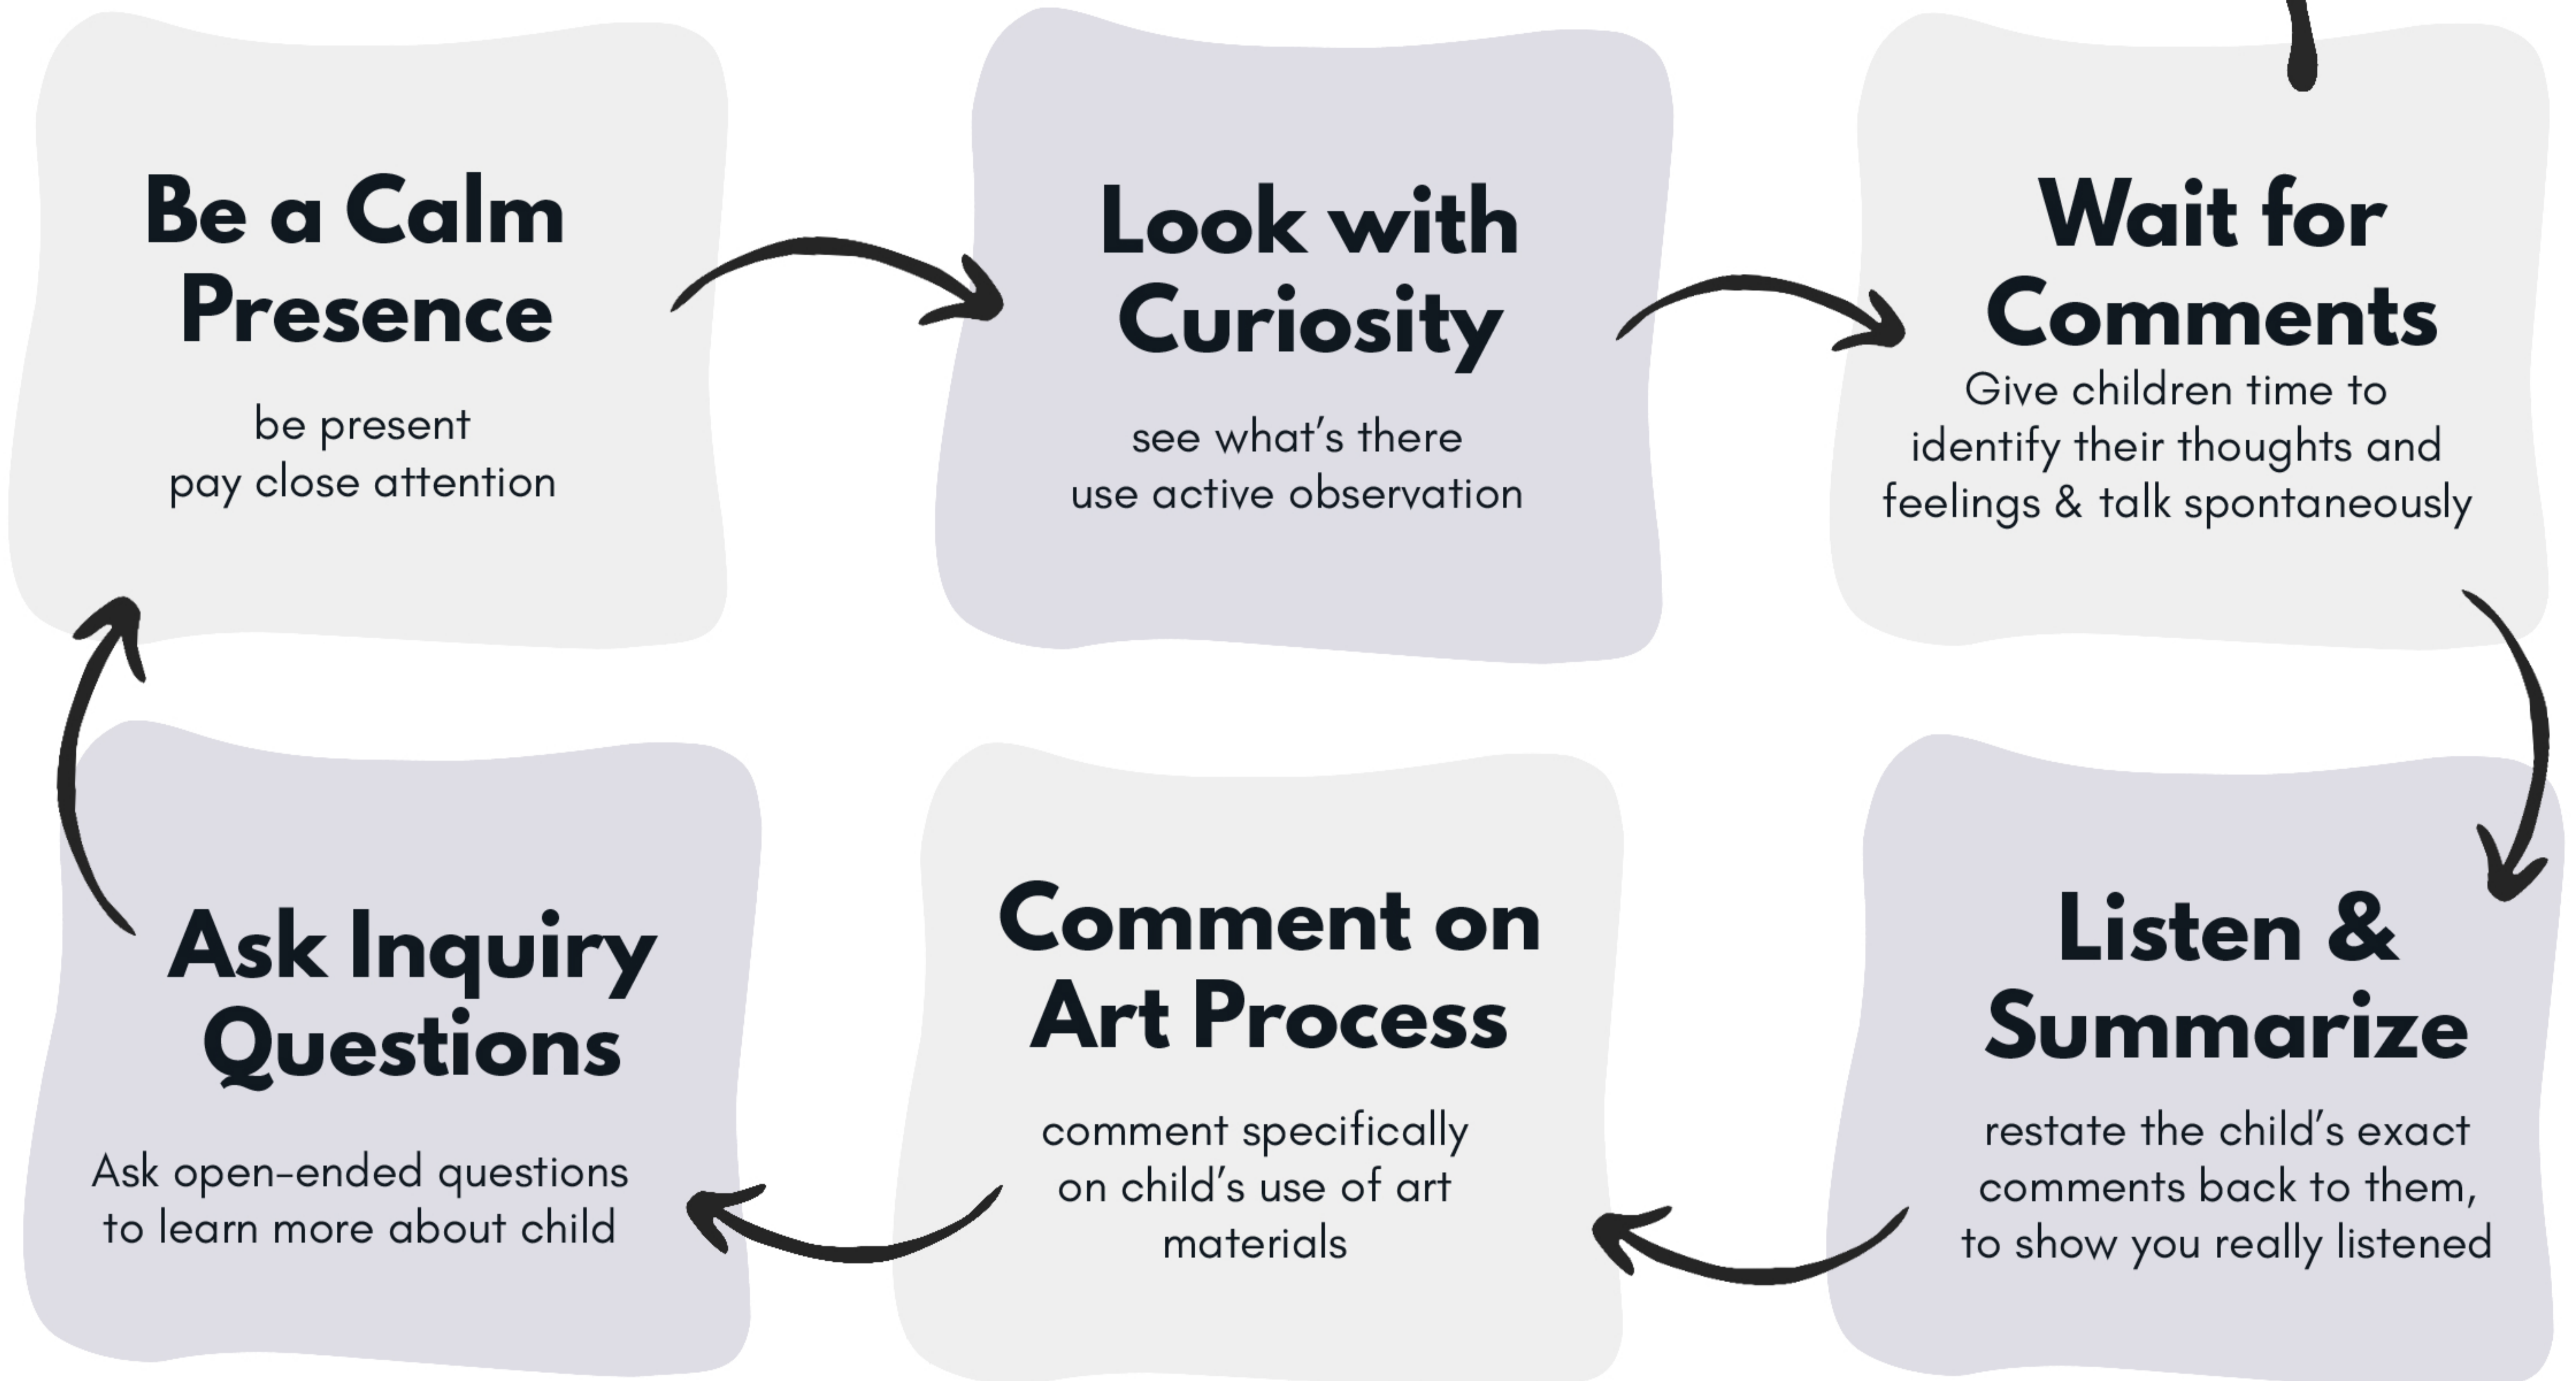 Be a Calm
Presence
be present
pay close attention
Look with
Curiosity
see what's there
use active observation
Wait for
Comments
Give children time to
identify their thoughts and
feelings & talk spontaneously
Listen &
Summarize
restate the child's exact
comments back to them,
to show you really listened
Comment on
Art Process
comment specifically
on child's use of art
materials
Ask Inquiry
Questions
Ask open-ended questions
to learn more about child